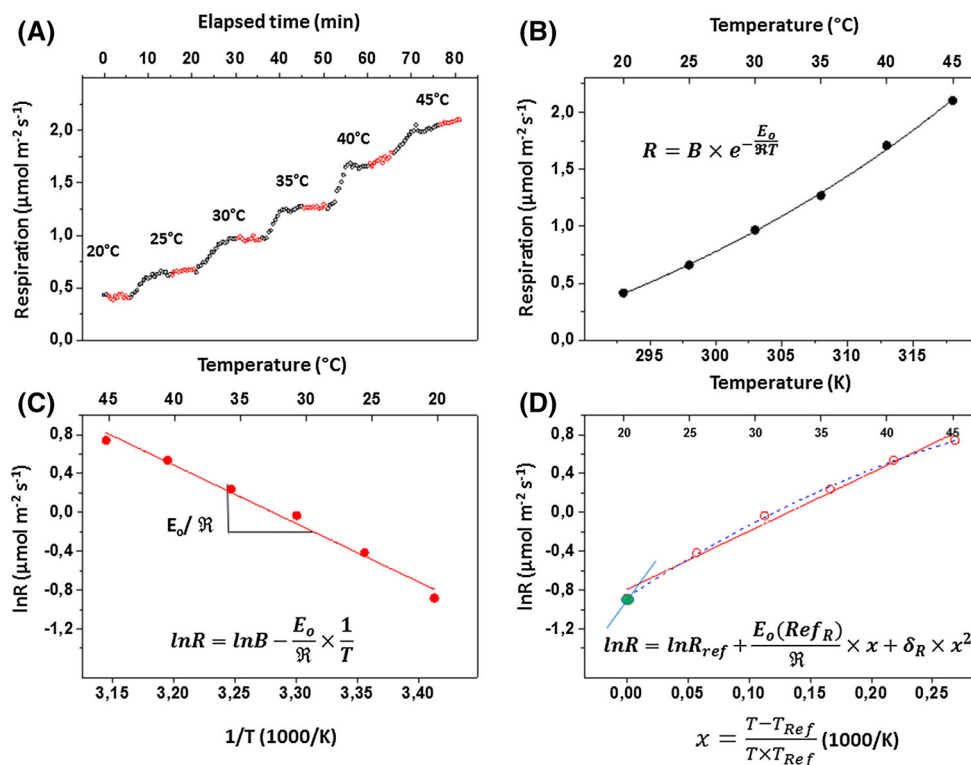 (A)
Elapsed time (min)
0 10 20 30 40 50 60 70 80
Respiration (µmol m⁻² s⁻¹)
2,0
1,5
1,0
0,5
0,0
20°C
25°C
30°C
35°C
40°C
45°C
(B)
Temperature (°C)
20 25 30 35 40 45
Respiration (µmol m⁻² s⁻¹)
2,0
1,5
1,0
0,5
0,0
R = B × e^{-E_o/ℜT}
295 300 305 310 315
Temperature (K)
(C)
Temperature (°C)
45 40 35 30 25 20
lnR (µmol m⁻² s⁻¹)
0,8
0,4
0,0
-0,4
-0,8
-1,2
E_o/ ℜ
lnR = lnB − E_o/ℜ × 1/T
3,15 3,20 3,25 3,30 3,35 3,40
1/T (1000/K)
(D)
20 25 30 35 40 45
lnR (µmol m⁻² s⁻¹)
0,8
0,4
0,0
-0,4
-0,8
-1,2
lnR = lnR_ref + E_o(Ref_R)/ℜ × x + δ_R × x²
0,00 0,05 0,10 0,15 0,20 0,25
x = T−T_Ref/T×T_Ref (1000/K)